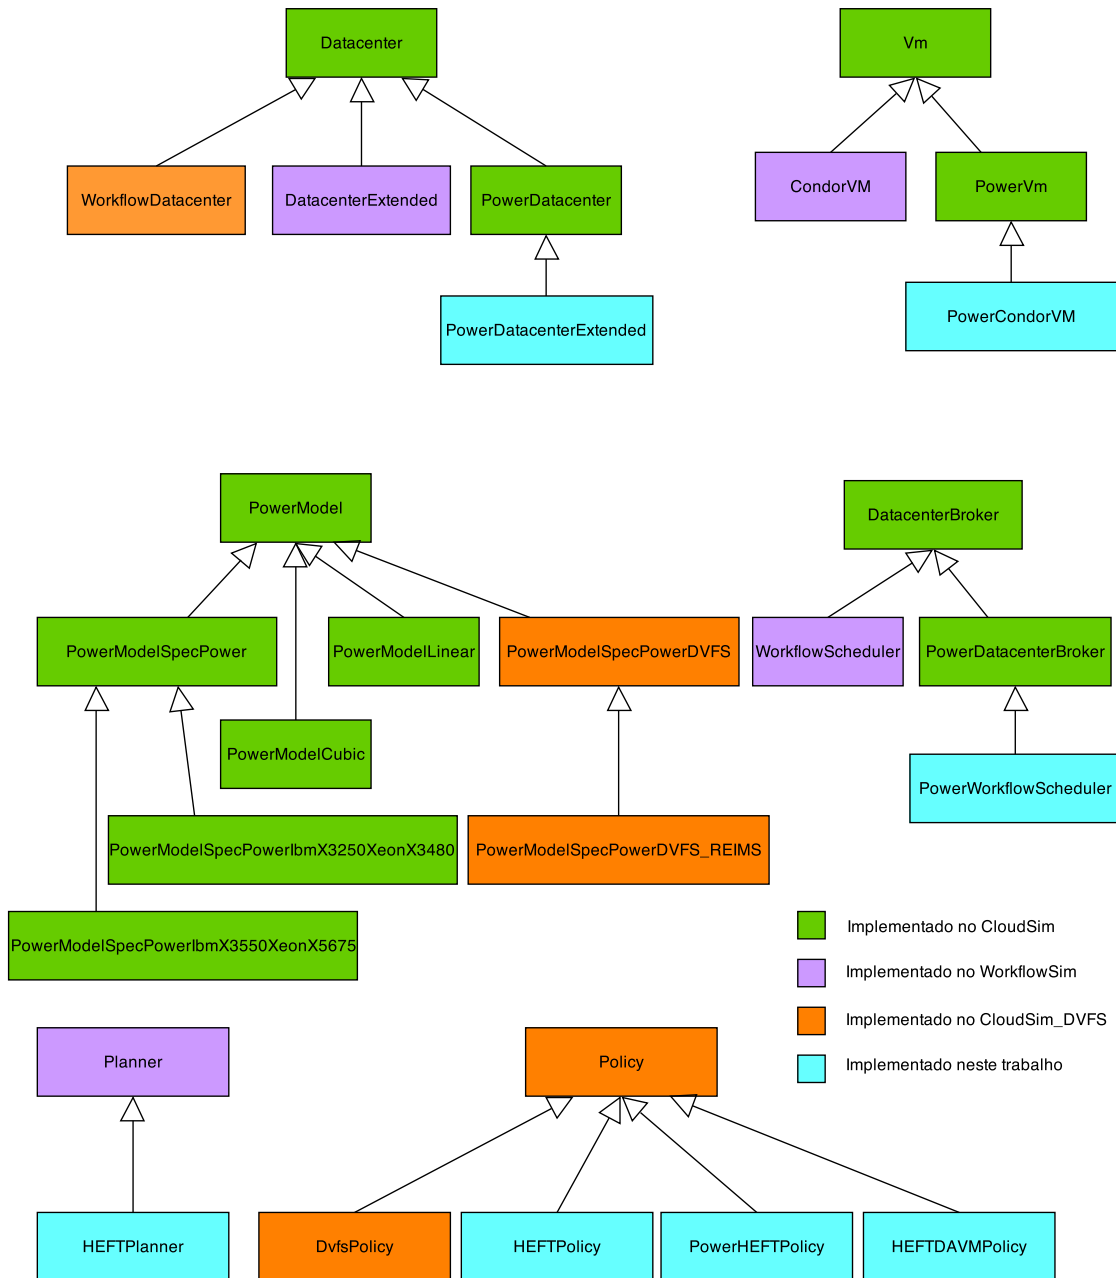 Datacenter
Vm
WorkflowDatacenter
DatacenterExtended
PowerDatacenter
CondorVM
PowerVm
PowerDatacenterExtended
PowerCondorVM
PowerModel
DatacenterBroker
PowerModelSpecPower
PowerModelLinear
PowerModelSpecPowerDVFS
WorkflowScheduler
PowerDatacenterBroker
PowerModelCubic
PowerWorkflowScheduler
PowerModelSpecPowerIbmX3250XeonX3480
PowerModelSpecPowerDVFS_REIMS
PowerModelSpecPowerIbmX3550XeonX5675
Implementado no CloudSim
Implementado no WorkflowSim
Implementado no CloudSim_DVFS
Implementado neste trabalho
Planner
Policy
HEFTPlanner
DvfsPolicy
HEFTPolicy
PowerHEFTPolicy
HEFTDAVMPolicy